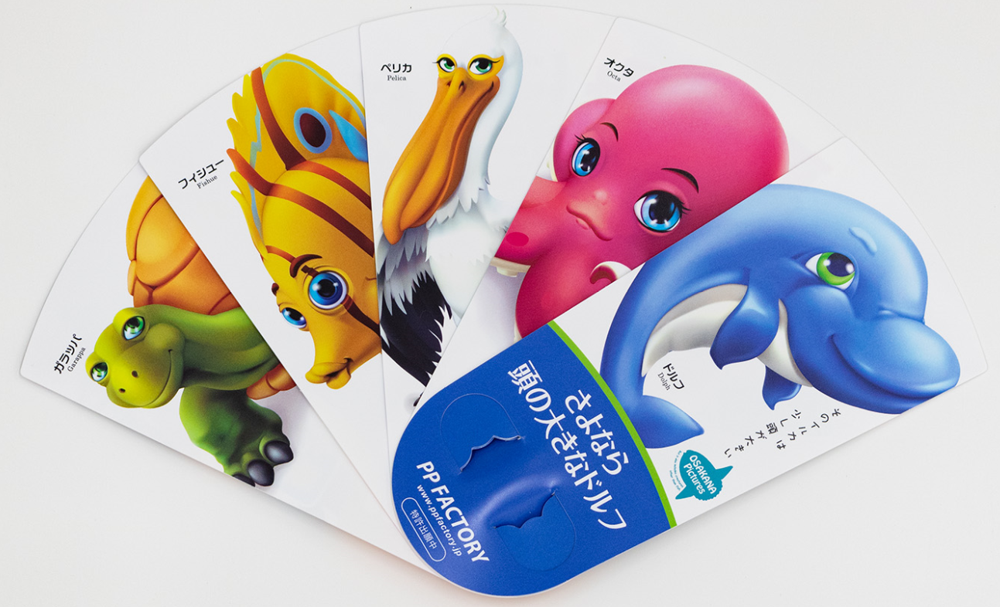 ガラッパ
Garappa
フィシュー
Fishue
ペリカ
Pelica
オクタ
Octa
ドルフ
Dolph
そのイルカは
少し頭が大きい
OSAKANA
Pictures
さよなら
頭の大きなドルフ
PP FACTORY
www.ppfactory.jp
特許出願中